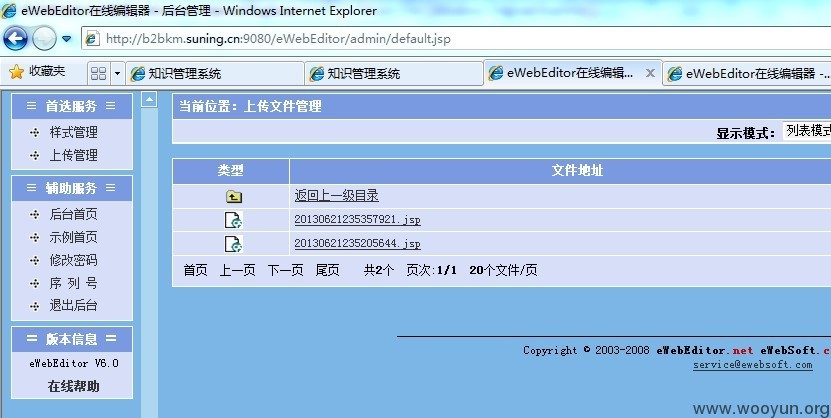 eWebEditor在线编辑器 - 后台管理 - Windows Internet Explorer
http://b2bkm.suning.cn:9080/eWebEditor/admin/default.jsp
收藏夹
知识管理系统
知识管理系统
eWebEditor在线编辑...
eWebEditor在线编辑器 -...
首选服务
样式管理
上传管理
辅助服务
后台首页
示例首页
修改密码
序 列 号
退出后台
版本信息
eWebEditor V6.0
在线帮助
当前位置：上传文件管理
显示模式： 列表模式
类型 文件地址
返回上一级目录
20130621235357921.jsp
20130621235205644.jsp
首页 上一页 下一页 尾页 共2个 页次:1/1 20个文件/页
Copyright © 2003-2008 eWebEditor.net eWebSoft.c
service@ewebsoft.com
www.wooyun.org